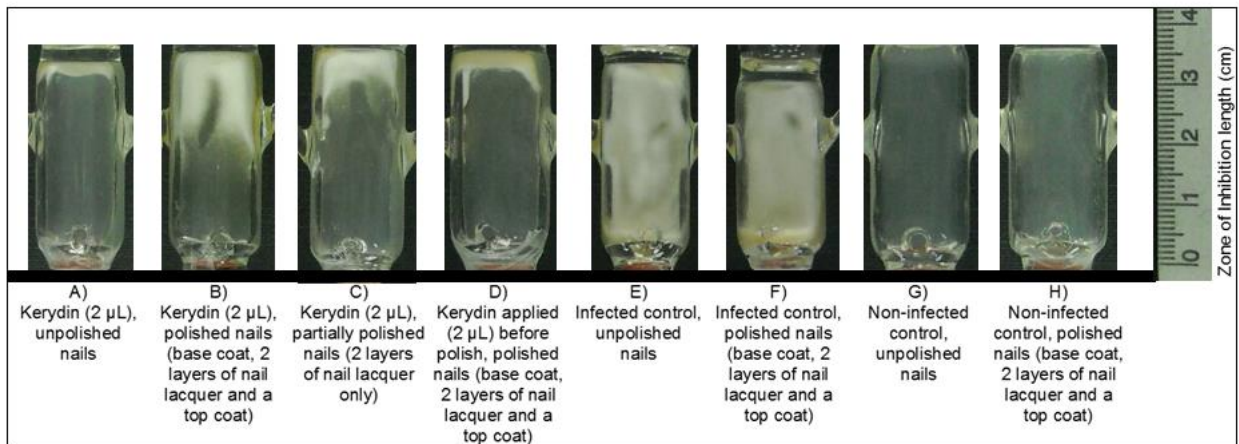 4
3
2
1
0
Zone of Inhibition length (cm)
A)
Kerydin (2 µL),
unpolished
nails
B)
Kerydin (2 µL),
polished nails
(base coat, 2
layers of nail
lacquer and a
top coat)
C)
Kerydin (2 µL),
partially polished
nails (2 layers
of nail lacquer
only)
D)
Kerydin applied
(2 µL) before
polish, polished
nails (base coat,
2 layers of nail
lacquer and a
top coat)
E)
Infected control,
unpolished
nails
F)
Infected control,
polished nails
(base coat, 2
layers of nail
lacquer and a
top coat)
G)
Non-infected
control,
unpolished
nails
H)
Non-infected
control, polished
nails (base coat,
2 layers of nail
lacquer and a
top coat)